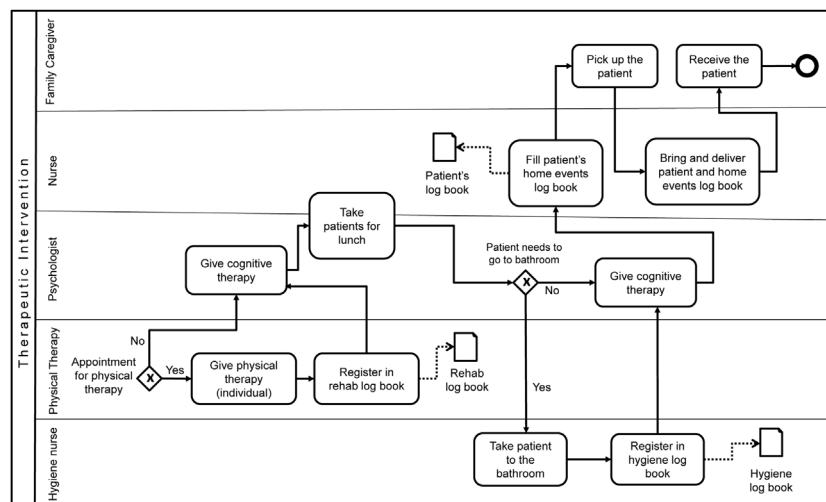 Therapeutic Intervention
Family Caregiver
Pick up the
patient
Receive the
patient
Nurse
Patient's
log book
Fill patient's
home events
log book
Bring and deliver
patient and home
events log book
Psychologist
Give cognitive
therapy
Take
patients for
lunch
Patient needs to
go to bathroom
X
No
Give cognitive
therapy
Physical Therapy
No
Appointment
for physical
therapy
X
Yes
Give physical
therapy
(individual)
Register in
rehab log book
Rehab
log book
Yes
Hygiene nurse
Take patient
to the
bathroom
Register in
hygiene log
book
Hygiene
log book